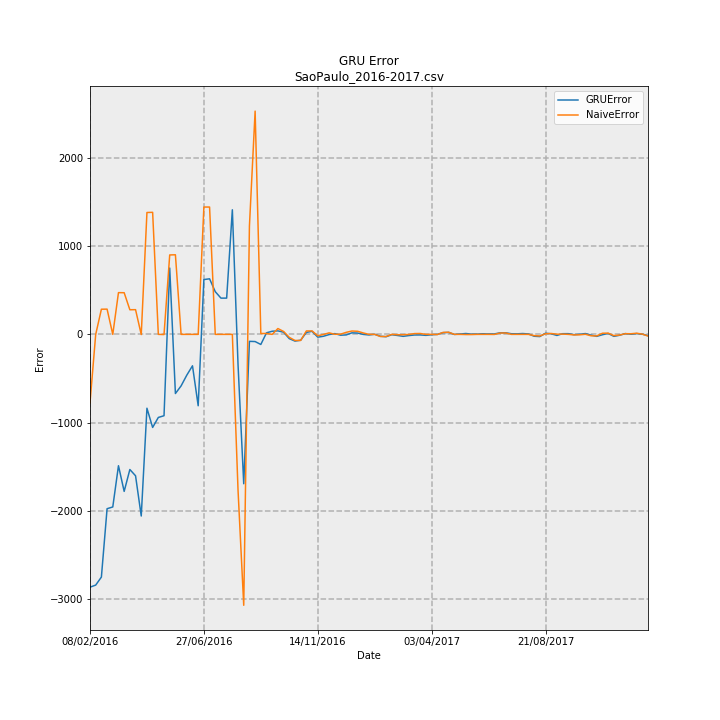 GRU Error
SaoPaulo_2016-2017.csv
GRUError
NaiveError
2000
1000
0
−1000
−2000
−3000
Error
08/02/2016
27/06/2016
14/11/2016
03/04/2017
21/08/2017
Date